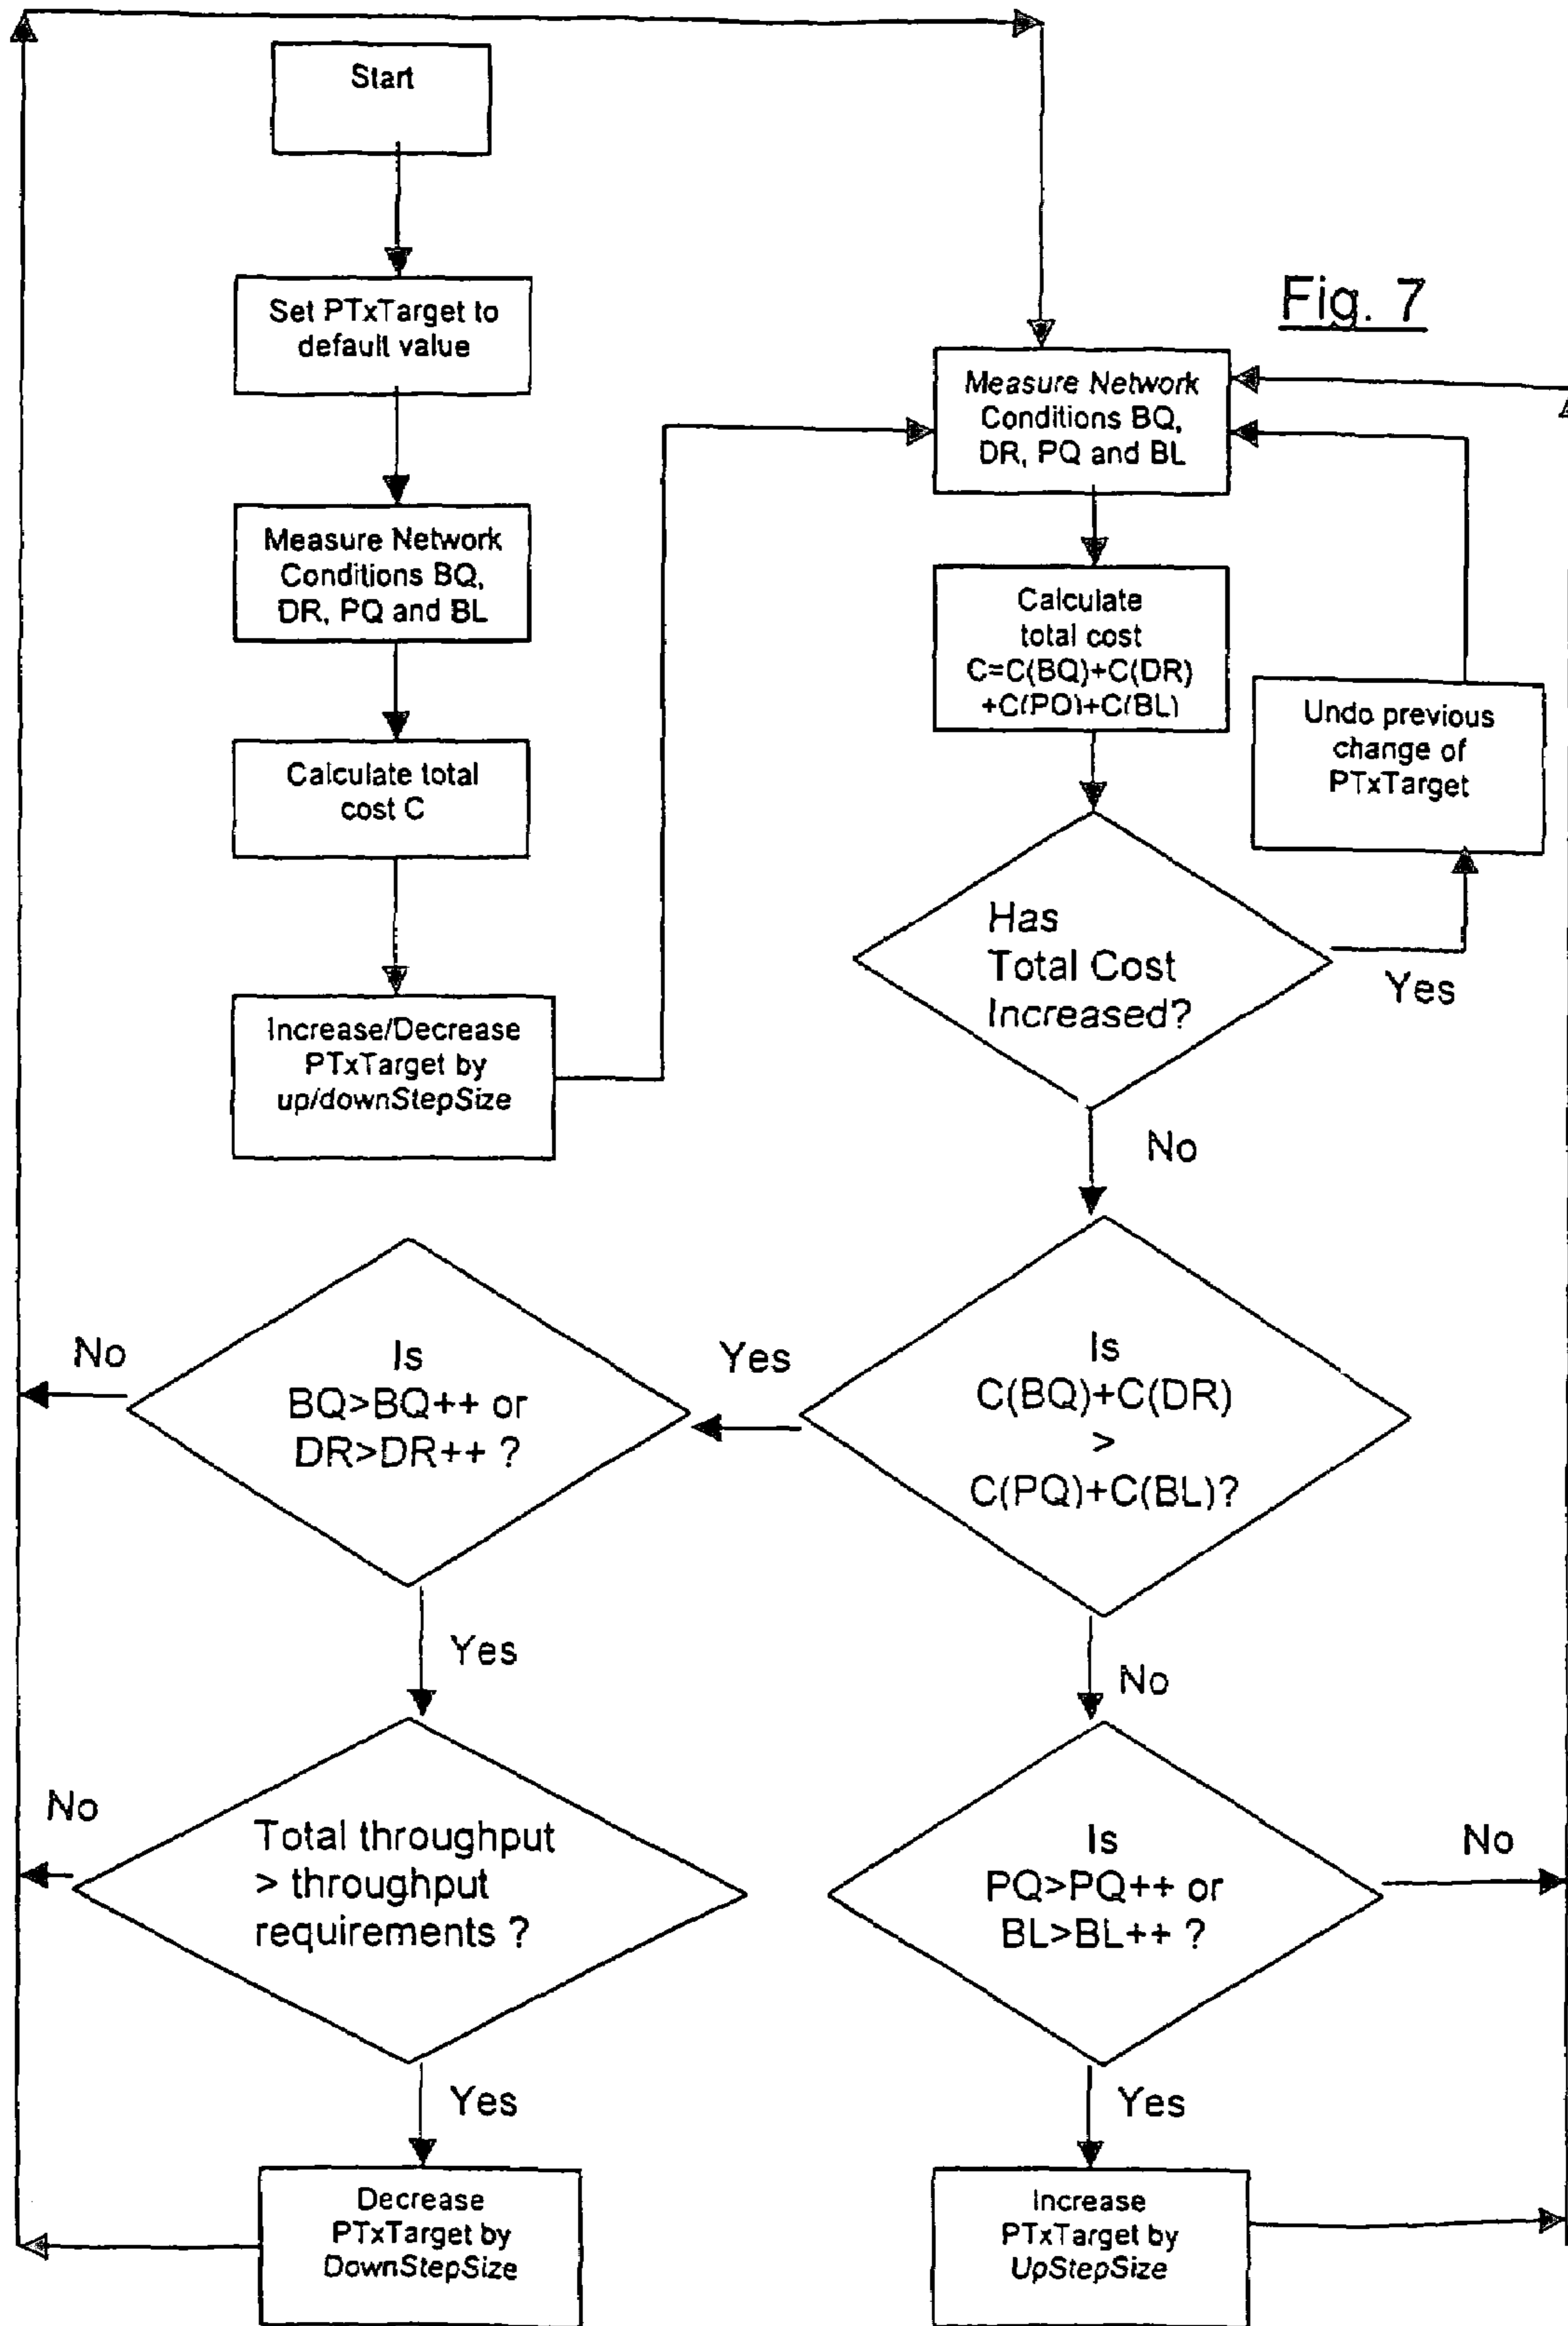 Start
Set PTxTarget to
default value
Measure Network
Conditions BQ,
DR, PQ and BL
Calculate total
cost C
Increase/Decrease
PTxTarget by
up/downStepSize
Fig. 7
Measure Network
Conditions BQ,
DR, PQ and BL
Calculate
total cost
C=C(BQ)+C(DR)
+C(PQ)+C(BL)
Undo previous
change of
PTxTarget
Has
Total Cost
Increased?
Yes
No
Is
C(BQ)+C(DR)
>
C(PQ)+C(BL)?
Yes
No
Is
BQ>BQ++ or
DR>DR++ ?
No
Yes
Total throughput
> throughput
requirements ?
No
Yes
Decrease
PTxTarget by
DownStepSize
Is
PQ>PQ++ or
BL>BL++ ?
No
Yes
Increase
PTxTarget by
UpStepSize